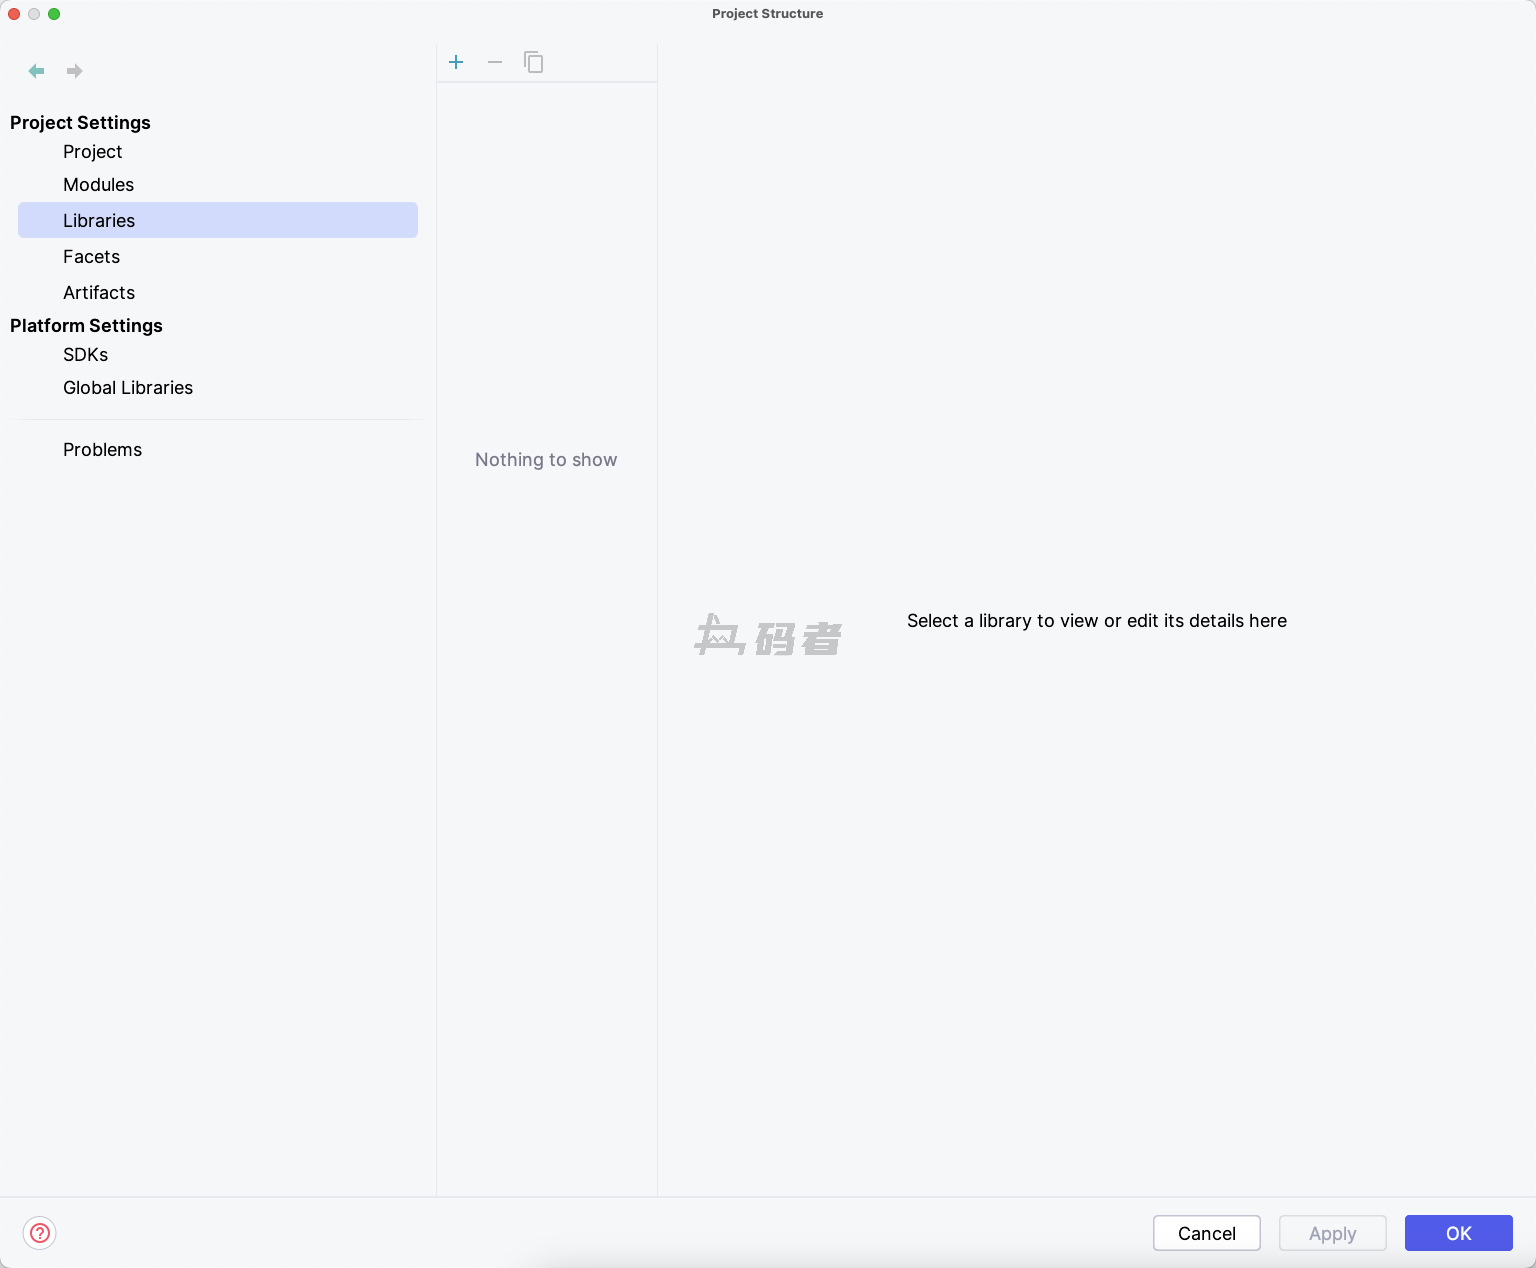 Project Structure
Project Settings
Project
Modules
Libraries
Facets
Artifacts
Platform Settings
SDKs
Global Libraries
Problems
Nothing to show
Select a library to view or edit its details here
码者
?
Cancel
Apply
OK